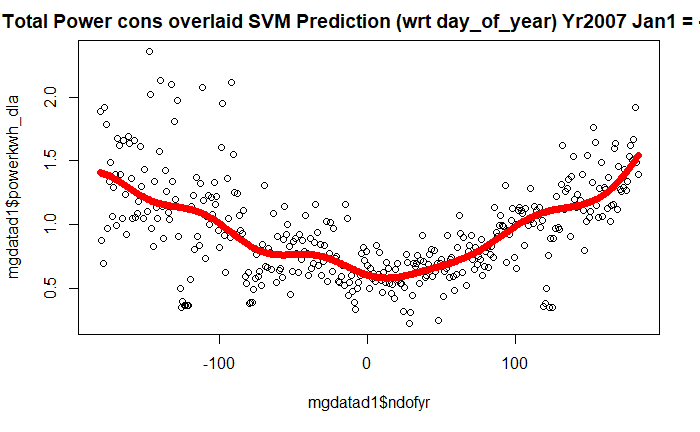 Total Power cons overlaid SVM Prediction (wrt day_of_year) Yr2007 Jan1 =
mgdatad1$powerkwh_dla
2.0
1.5
1.0
0.5
-100 0 100
mgdatad1$ndofyr